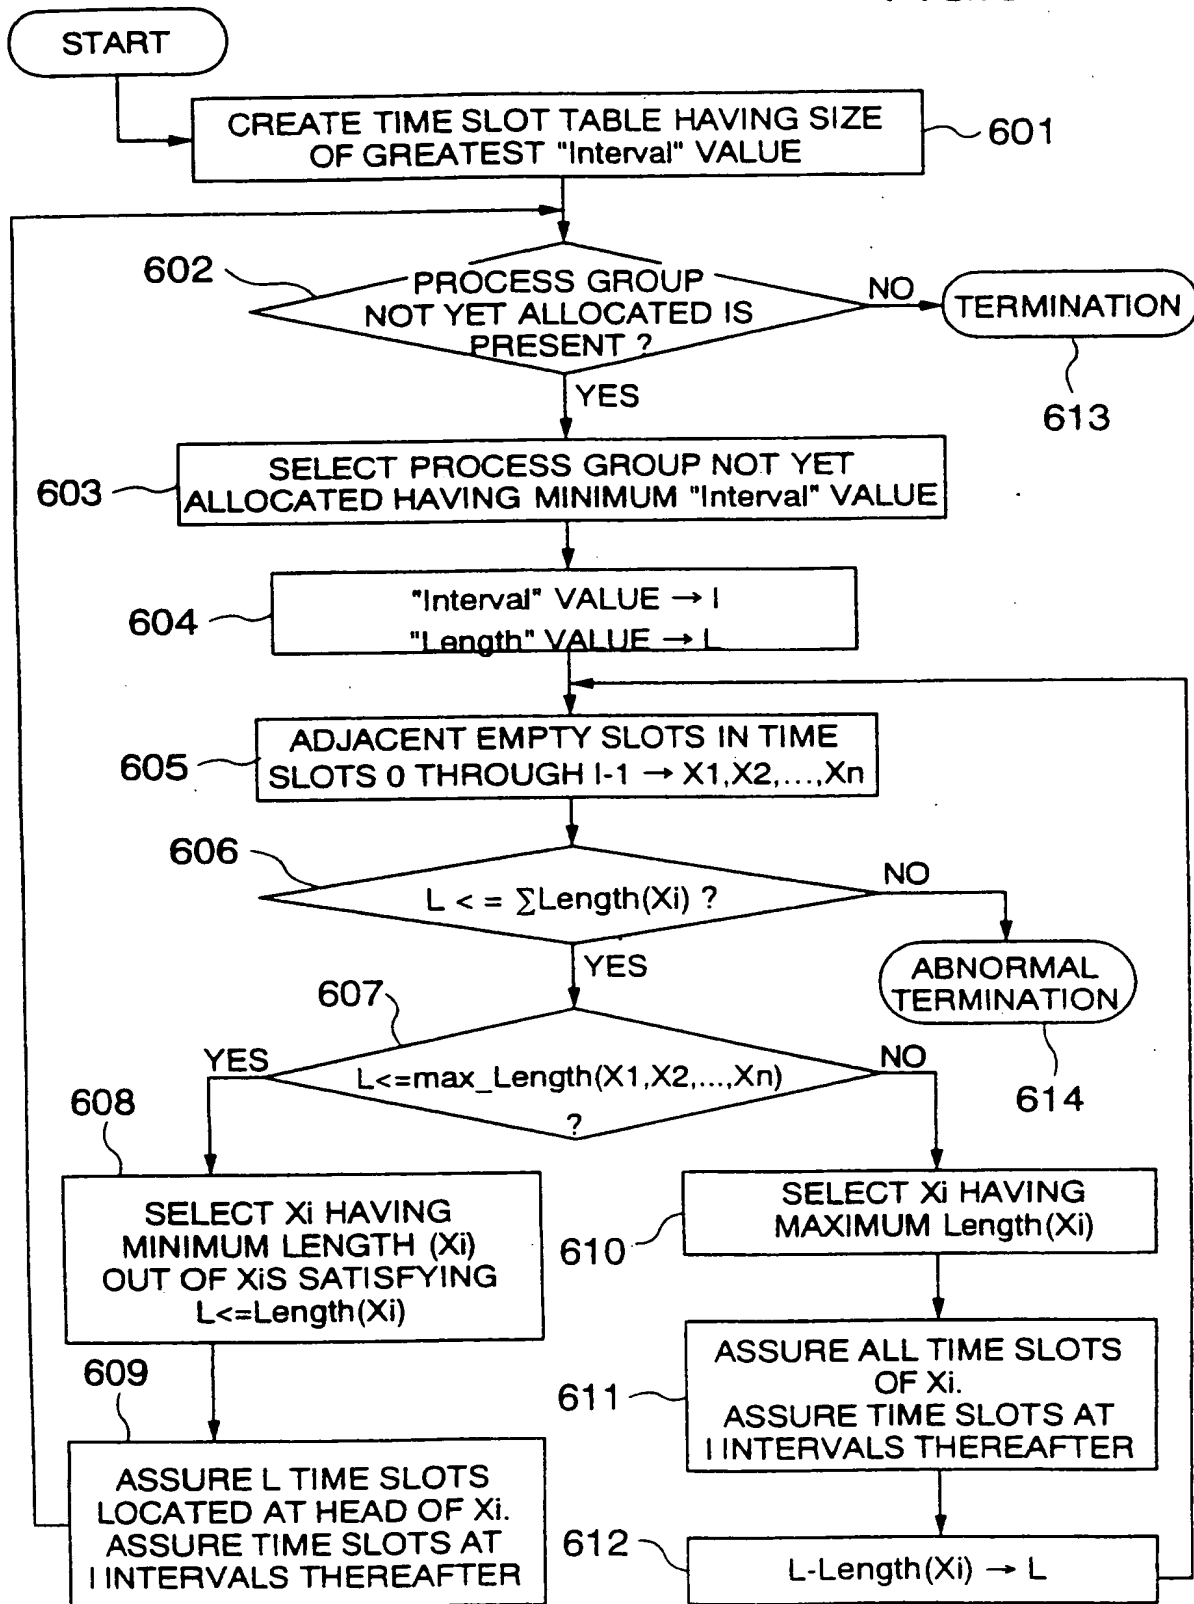 START
CREATE TIME SLOT TABLE HAVING SIZE
OF GREATEST "Interval" VALUE
601
602
PROCESS GROUP
NOT YET ALLOCATED IS
PRESENT ?
NO
TERMINATION
613
YES
603
SELECT PROCESS GROUP NOT YET
ALLOCATED HAVING MINIMUM "Interval" VALUE
604
"Interval" VALUE → I
"Length" VALUE → L
605
ADJACENT EMPTY SLOTS IN TIME
SLOTS 0 THROUGH I-1 → X1,X2,...,Xn
606
L < = ∑Length(Xi) ?
NO
YES
ABNORMAL
TERMINATION
614
607
YES
L<=max_Length(X1,X2,...,Xn)
?
NO
608
SELECT Xi HAVING
MINIMUM LENGTH (Xi)
OUT OF XiS SATISFYING
L<=Length(Xi)
610
SELECT Xi HAVING
MAXIMUM Length(Xi)
609
ASSURE L TIME SLOTS
LOCATED AT HEAD OF Xi.
ASSURE TIME SLOTS AT
I INTERVALS THEREAFTER
611
ASSURE ALL TIME SLOTS
OF Xi.
ASSURE TIME SLOTS AT
I INTERVALS THEREAFTER
612
L-Length(Xi) → L